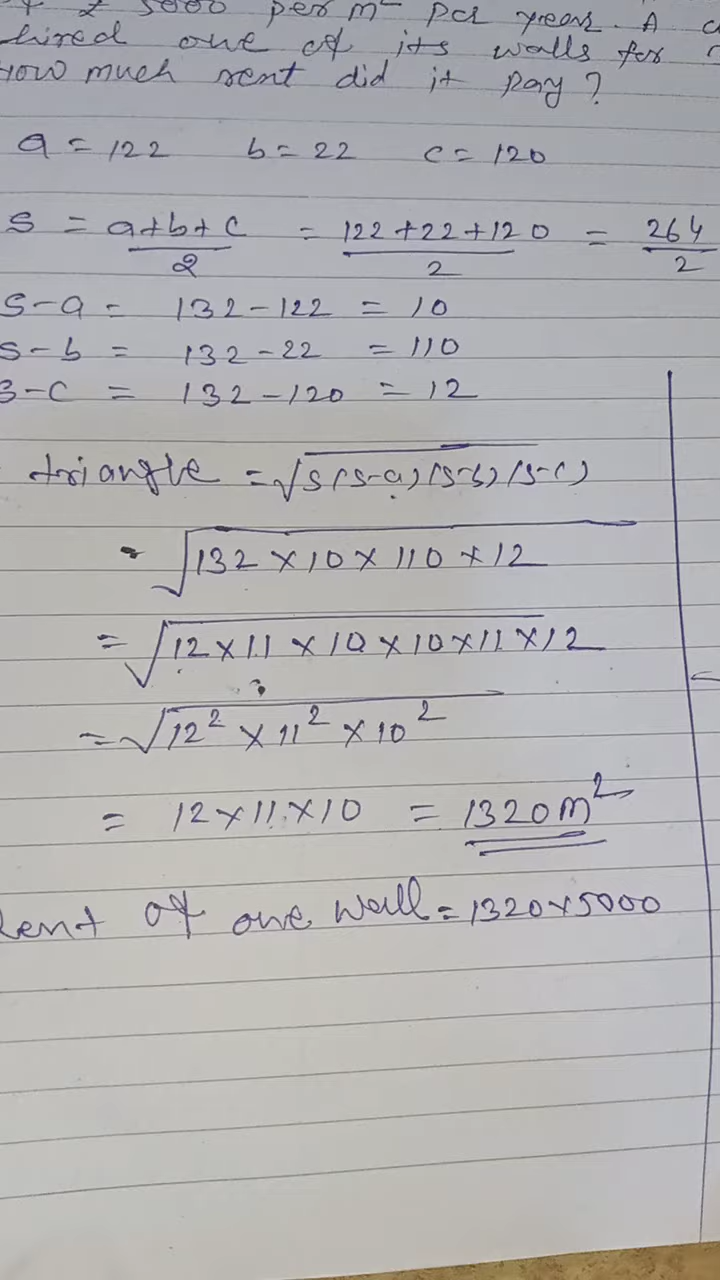 ₹ 5000 per m² per year. A
hired one of its walls for
How much rent did it pay?
a = 122 b = 22 c = 120
s = a+b+c/2 = 122+22+120/2 = 264/2
s-a = 132-122 = 10
s-b = 132-22 = 110
s-c = 132-120 = 12
triangle = √s(s-a)(s-b)(s-c)
= √132×10×110×12
= √12×11×10×10×11×12
= √12²×11²×10²
= 12×11×10 = 1320m²
Rent of one wall = 1320×5000